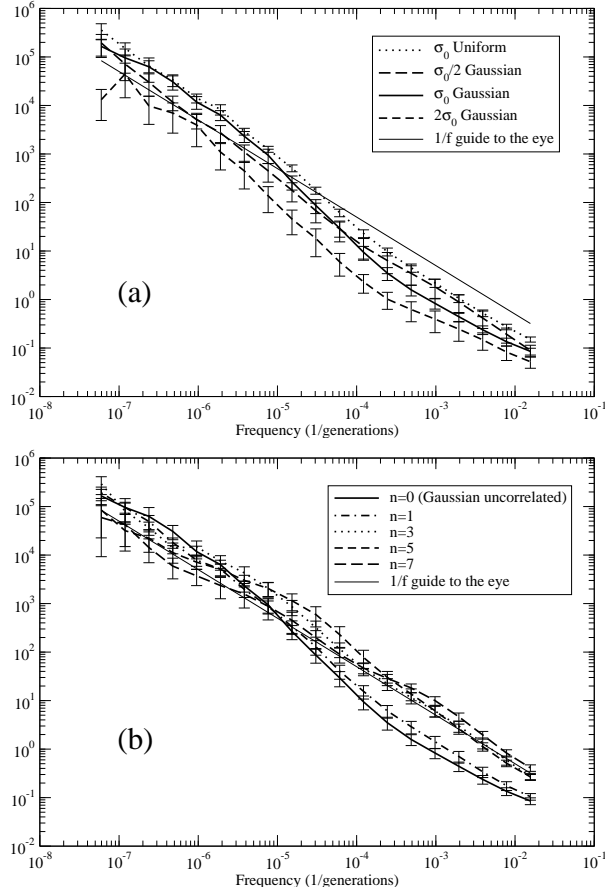 10^6
10^5
10^4
10^3
10^2
10^1
10^0
10^-1
10^-2
σ_0 Uniform
σ_0/2 Gaussian
σ_0 Gaussian
2σ_0 Gaussian
1/f guide to the eye
(a)
10^-8 10^-7 10^-6 10^-5 10^-4 10^-3 10^-2 10^-1
Frequency (1/generations)
10^6
10^5
10^4
10^3
10^2
10^1
10^0
10^-1
10^-2
n=0 (Gaussian uncorrelated)
n=1
n=3
n=5
n=7
1/f guide to the eye
(b)
10^-8 10^-7 10^-6 10^-5 10^-4 10^-3 10^-2 10^-1
Frequency (1/generations)